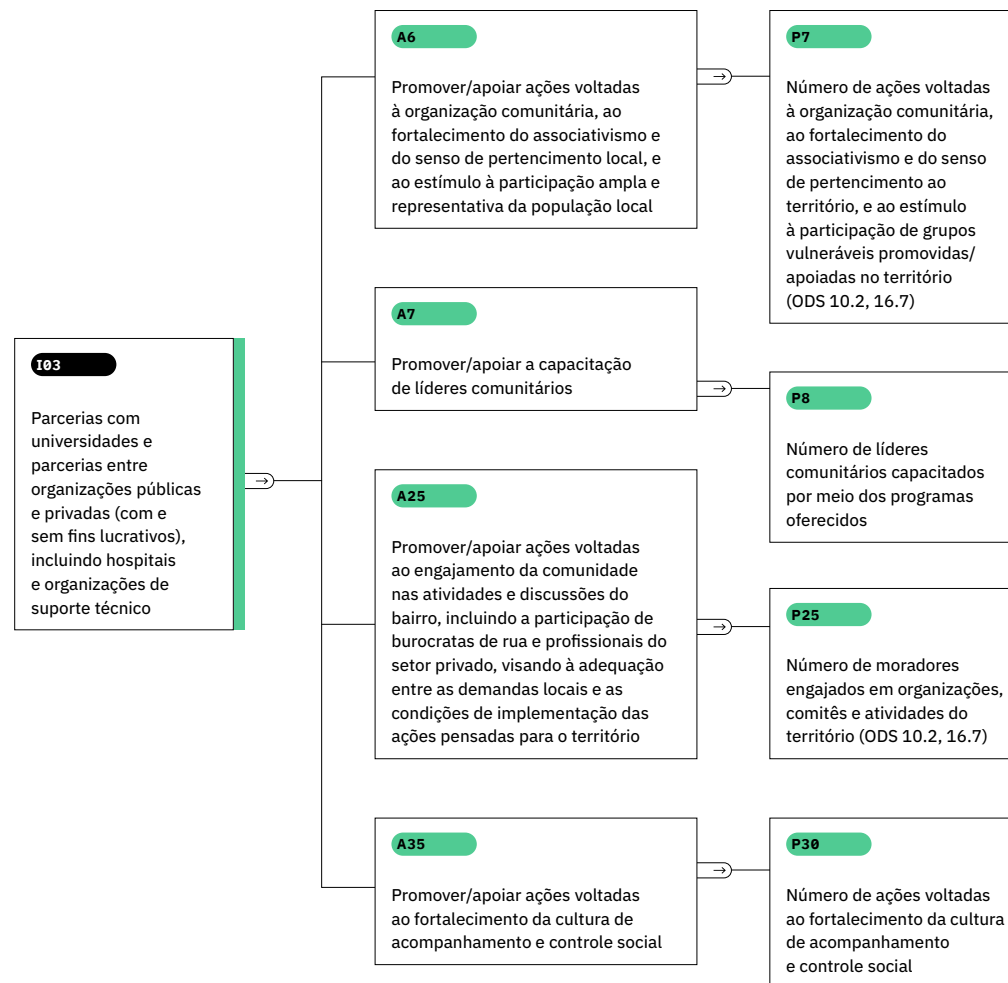 I03
Parcerias com
universidades e
parcerias entre
organizações públicas
e privadas (com e
sem fins lucrativos),
incluindo hospitais
e organizações de
suporte técnico
→
A6
Promover/apoiar ações voltadas
à organização comunitária, ao
fortalecimento do associativismo e
do senso de pertencimento local, e
ao estímulo à participação ampla e
representativa da população local
→
P7
Número de ações voltadas
à organização comunitária,
ao fortalecimento do
associativismo e do senso
de pertencimento ao
território, e ao estímulo
à participação de grupos
vulneráveis promovidas/
apoiadas no território
(ODS 10.2, 16.7)
A7
Promover/apoiar a capacitação
de líderes comunitários
→
P8
Número de líderes
comunitários capacitados
por meio dos programas
oferecidos
A25
Promover/apoiar ações voltadas
ao engajamento da comunidade
nas atividades e discussões do
bairro, incluindo a participação de
burocratas de rua e profissionais do
setor privado, visando à adequação
entre as demandas locais e as
condições de implementação das
ações pensadas para o território
→
P25
Número de moradores
engajados em organizações,
comitês e atividades do
território (ODS 10.2, 16.7)
A35
Promover/apoiar ações voltadas
ao fortalecimento da cultura de
acompanhamento e controle social
→
P30
Número de ações voltadas
ao fortalecimento da cultura
de acompanhamento
e controle social